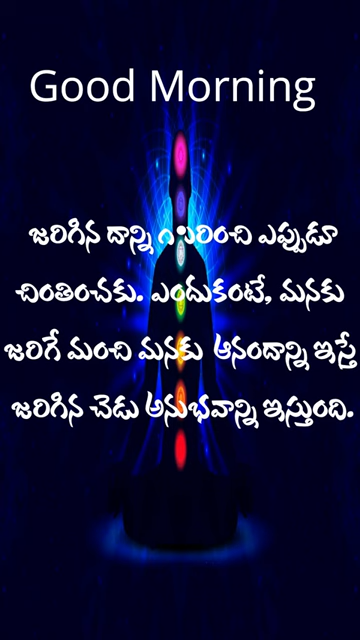 Good Morning
జరిగిన దాన్ని గురించి ఎప్పుడూ
చింతించకు. ఎందుకంటే, మనకు
జరిగే మంచి మనకు ఆనందాన్ని ఇస్తే
జరిగిన చెడు అనుభవాన్ని ఇస్తుంది.